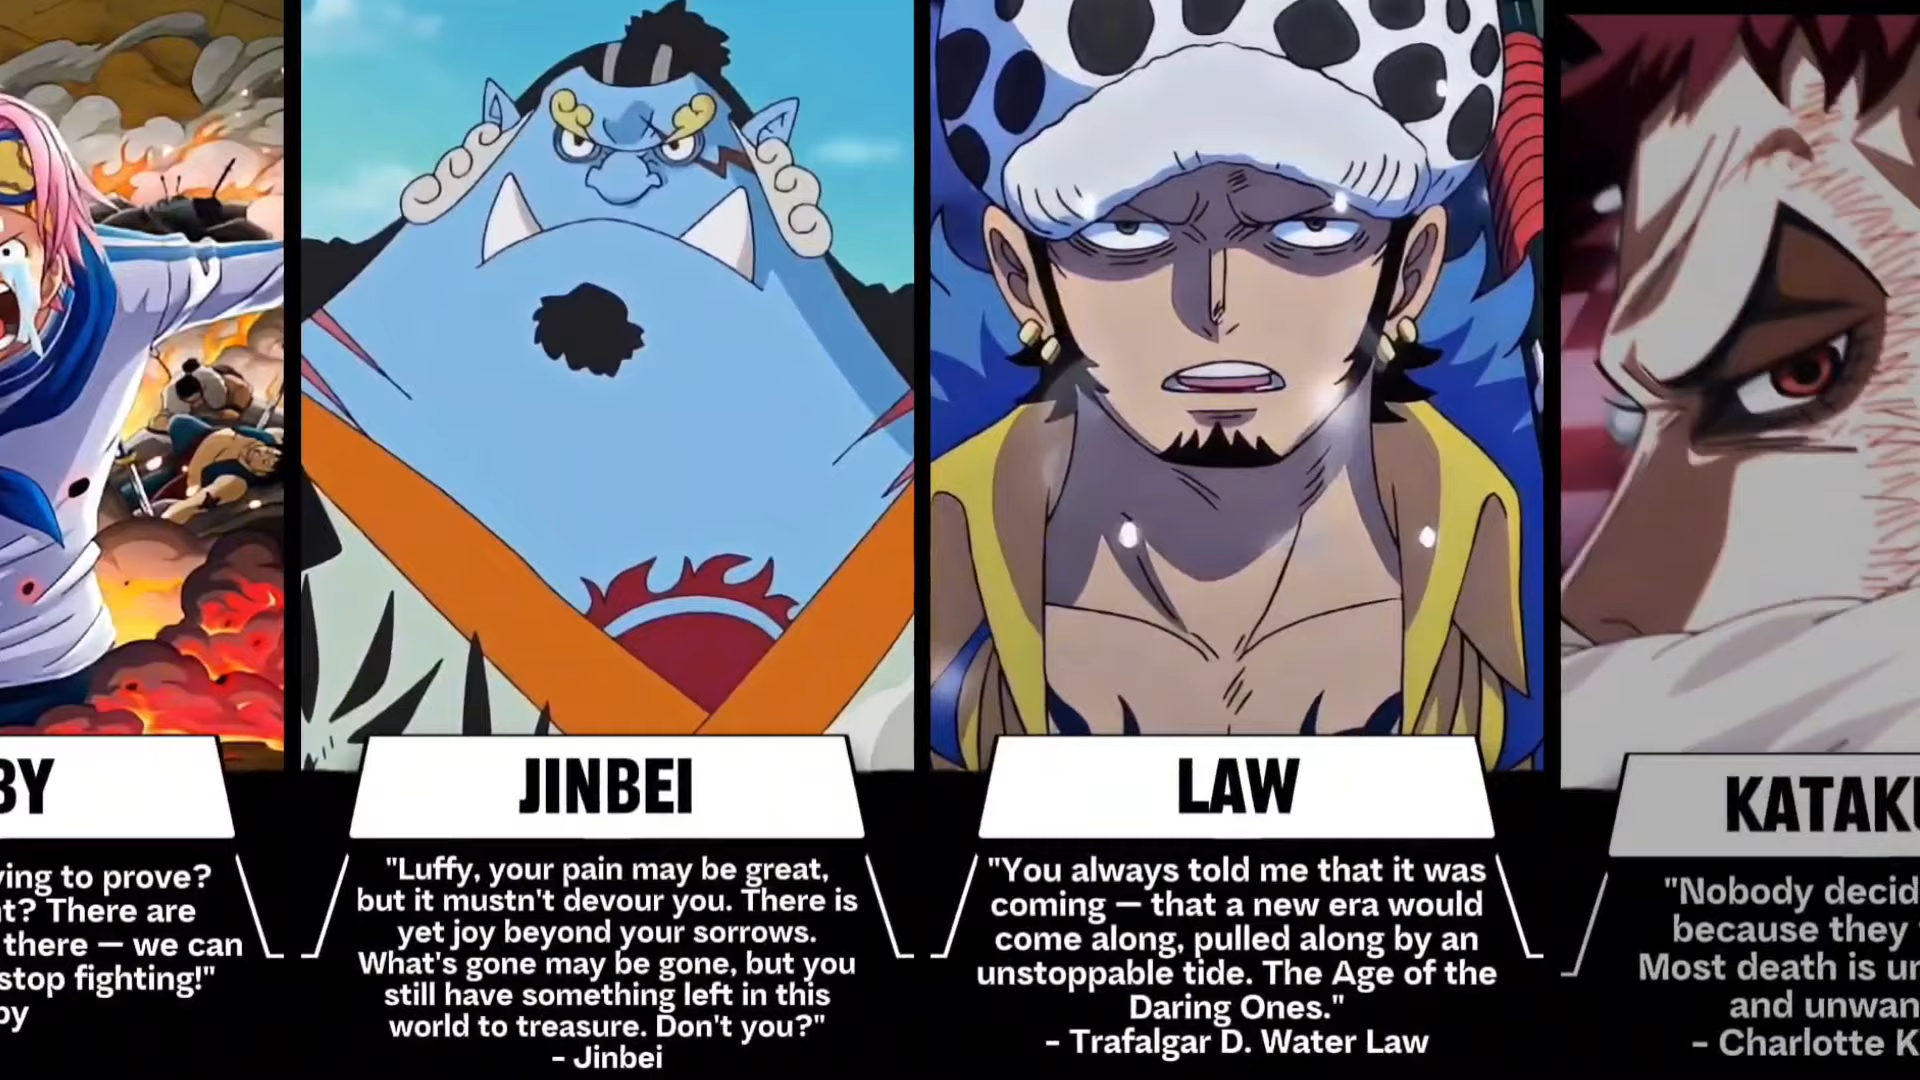 BY
ying to prove?
t? There are
there — we can
stop fighting!"
by
JINBEI
"Luffy, your pain may be great,
but it mustn't devour you. There is
yet joy beyond your sorrows.
What's gone may be gone, but you
still have something left in this
world to treasure. Don't you?"
- Jinbei
LAW
"You always told me that it was
coming — that a new era would
come along, pulled along by an
unstoppable tide. The Age of the
Daring Ones."
- Trafalgar D. Water Law
KATAKU
"Nobody decid
because they
Most death is un
and unwan
- Charlotte K